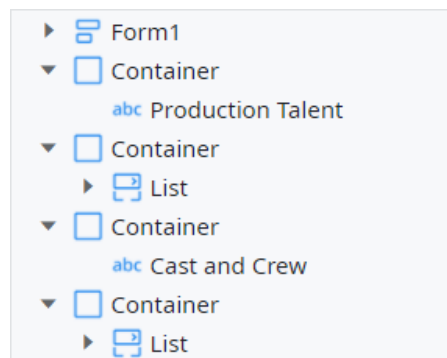 Form1
Container
abc Production Talent
Container
List
Container
abc Cast and Crew
Container
List